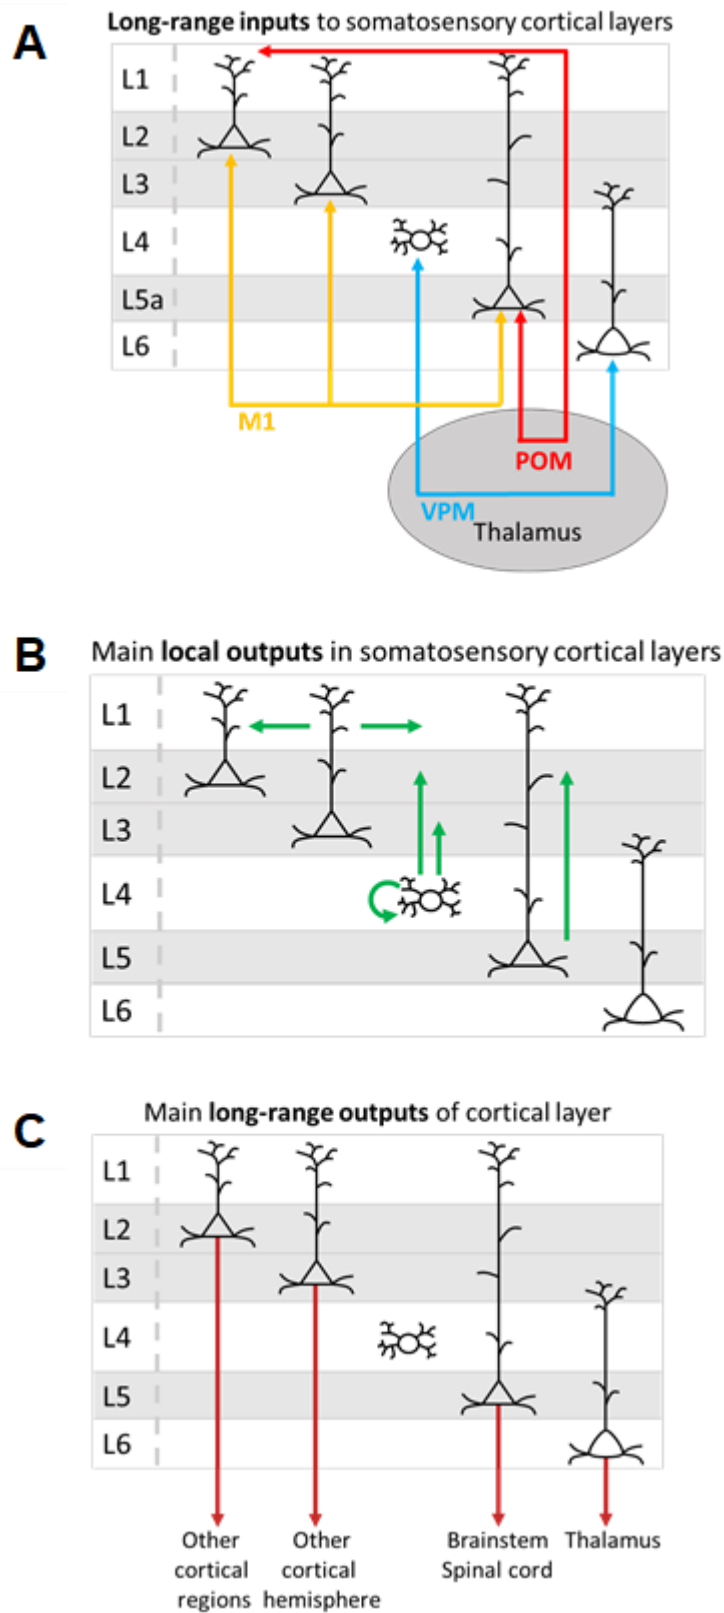 A
Long-range inputs to somatosensory cortical layers
L1
L2
L3
L4
L5a
L6
M1
POM
VPM
Thalamus
B
Main local outputs in somatosensory cortical layers
L1
L2
L3
L4
L5
L6
C
Main long-range outputs of cortical layer
L1
L2
L3
L4
L5
L6
Other
cortical
regions
Other
cortical
hemisphere
Brainstem
Spinal cord
Thalamus